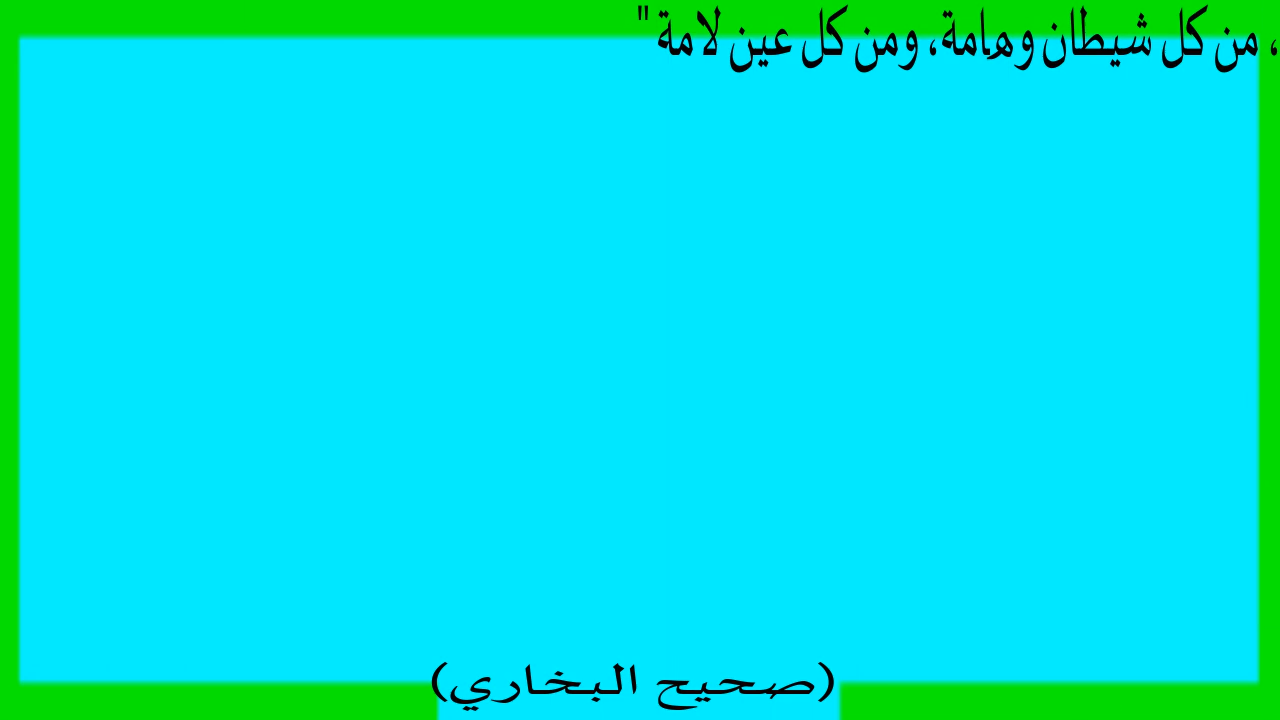 ، من كل شيطان وهامة، ومن كل عين لامة "
(صحيح البخاري)